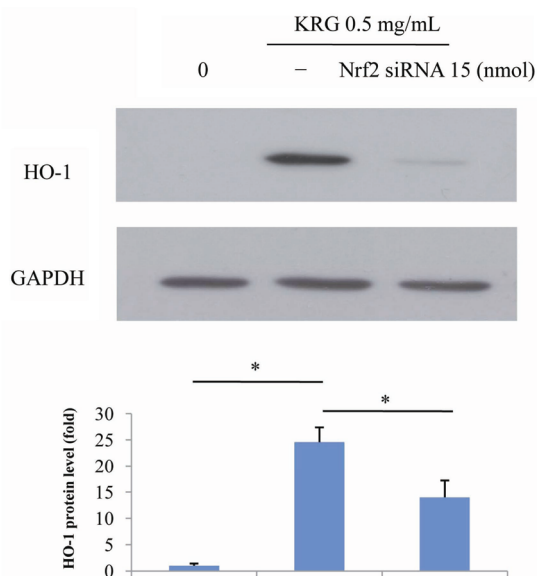 KRG 0.5 mg/mL
0 − Nrf2 siRNA 15 (nmol)
HO-1
GAPDH
*
*
HO-1 protein level (fold)
30
25
20
15
10
5
0